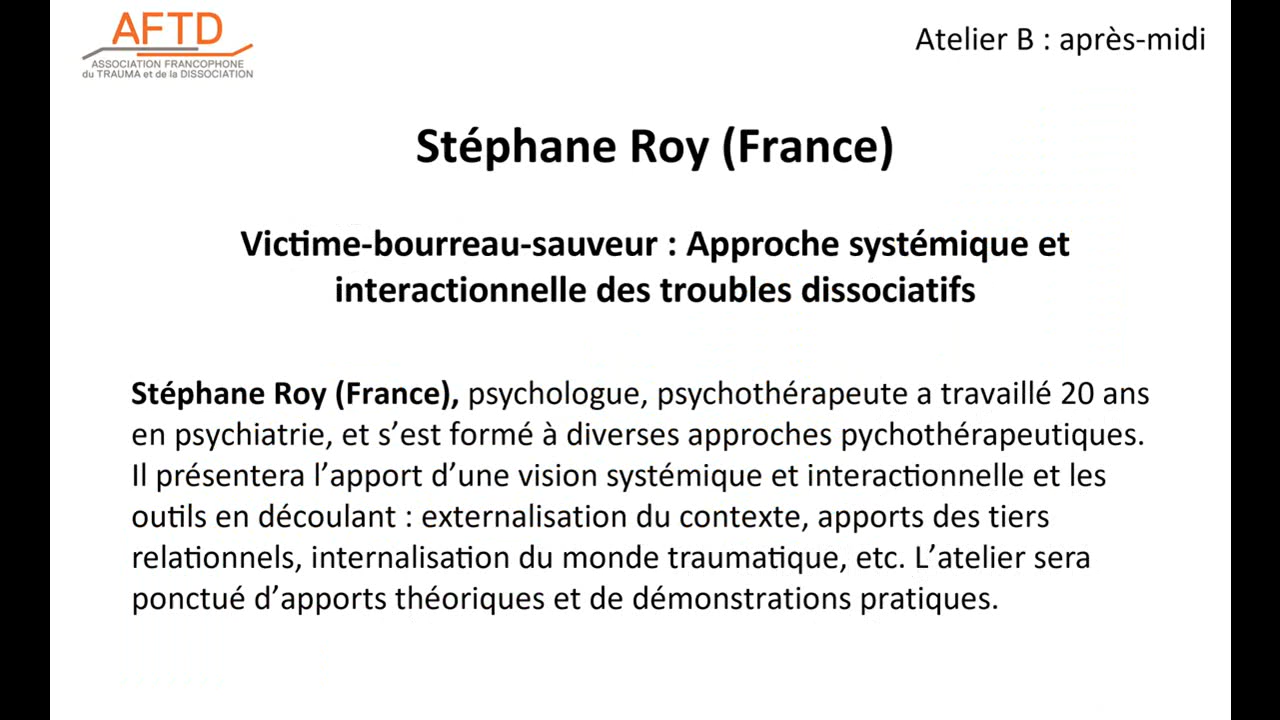 AFTD
ASSOCIATION FRANCOPHONE
du TRAUMA et de la DISSOCIATION
Atelier B : après-midi
Stéphane Roy (France)
Victime-bourreau-sauveur : Approche systémique et
interactionnelle des troubles dissociatifs
Stéphane Roy (France), psychologue, psychothérapeute a travaillé 20 ans
en psychiatrie, et s’est formé à diverses approches pychothérapeutiques.
Il présentera l’apport d’une vision systémique et interactionnelle et les
outils en découlant : externalisation du contexte, apports des tiers
relationnels, internalisation du monde traumatique, etc. L’atelier sera
ponctué d’apports théoriques et de démonstrations pratiques.